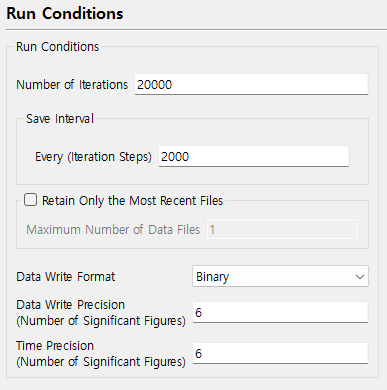 Run Conditions
Run Conditions
Number of Iterations 20000
Save Interval
Every (Iteration Steps) 2000
Retain Only the Most Recent Files
Maximum Number of Data Files 1
Data Write Format Binary
Data Write Precision
(Number of Significant Figures) 6
Time Precision
(Number of Significant Figures) 6